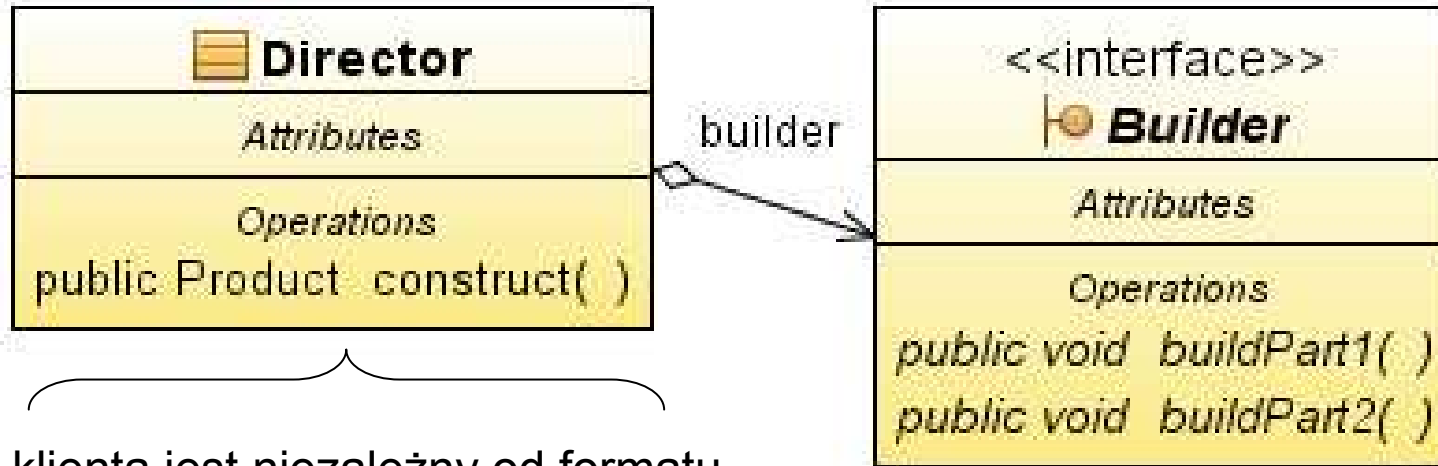 Director
Attributes
Operations
public Product construct( )
builder
<<interface>>
Builder
Attributes
Operations
public void buildPart1( )
public void buildPart2( )
klienta jest niezależny od formatu